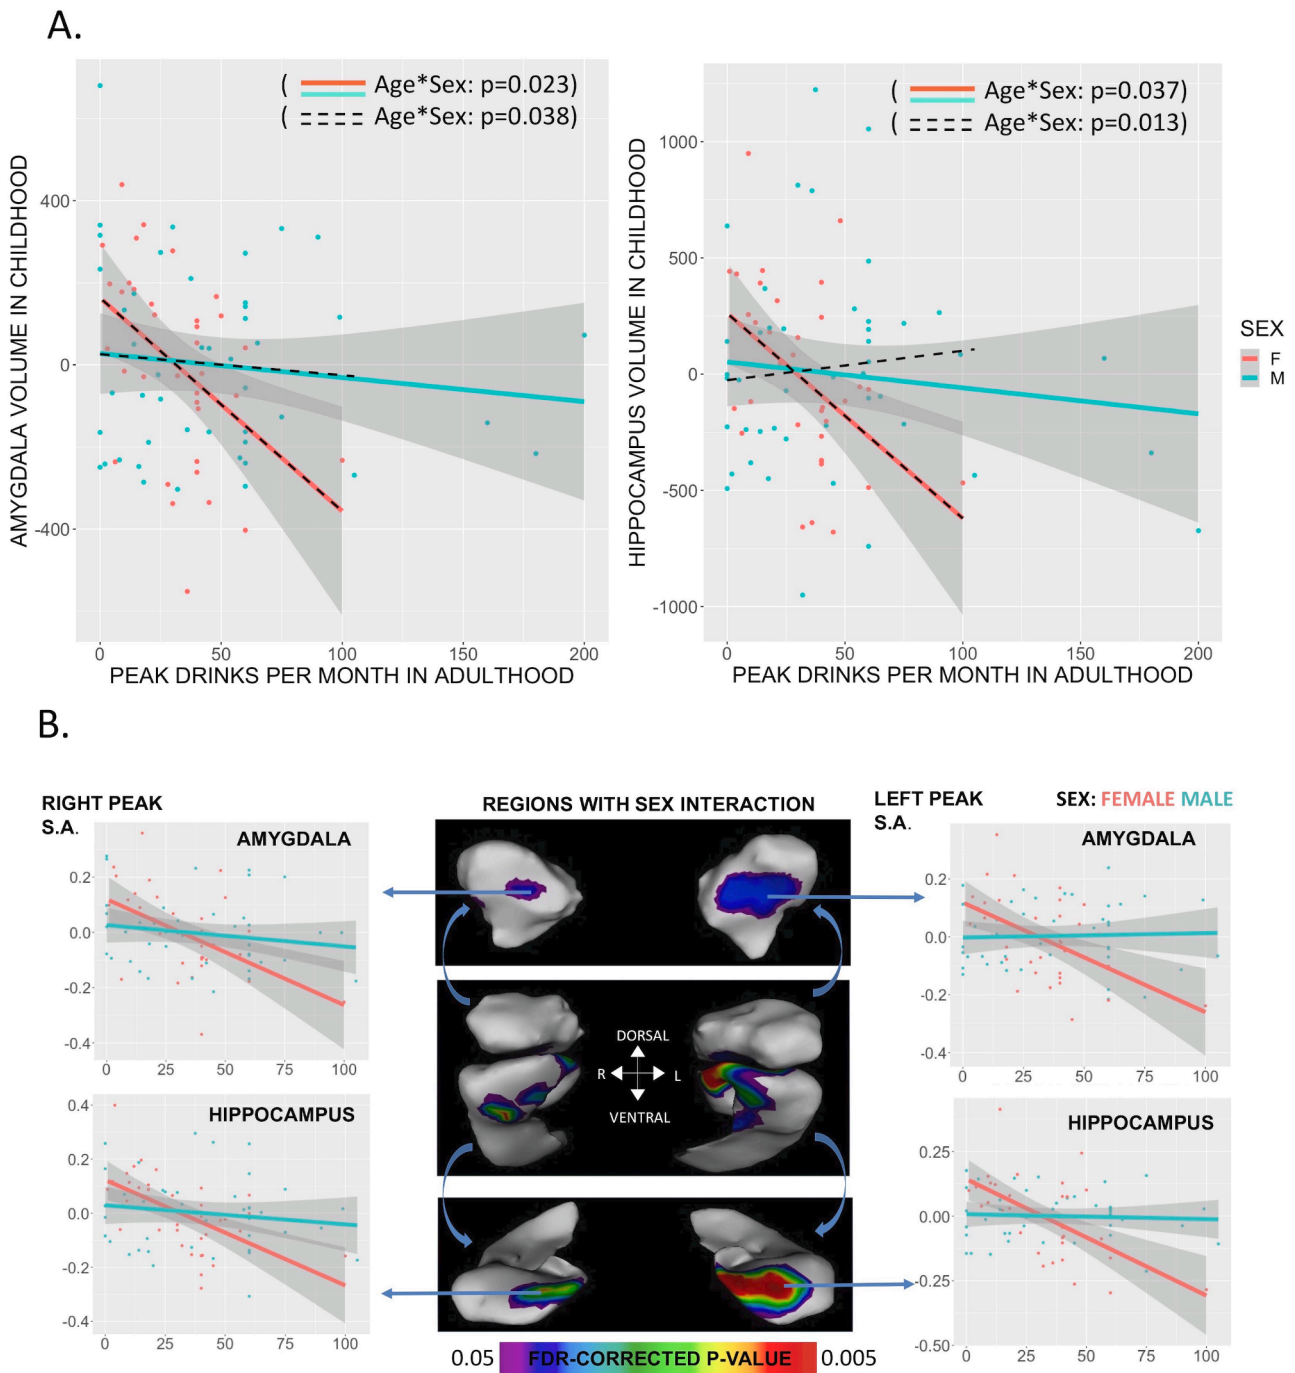 A.
( Age*Sex: p=0.023)
( Age*Sex: p=0.038)
AMYGDALA VOLUME IN CHILDHOOD
400
0
-400
0 50 100 150 200
PEAK DRINKS PER MONTH IN ADULTHOOD
( Age*Sex: p=0.037)
( Age*Sex: p=0.013)
HIPPOCAMPUS VOLUME IN CHILDHOOD
1000
500
0
-500
-1000
0 50 100 150 200
PEAK DRINKS PER MONTH IN ADULTHOOD
SEX
F
M
B.
RIGHT PEAK
S.A.
AMYGDALA
0.2
0.0
-0.2
-0.4
0 25 50 75 100
HIPPOCAMPUS
0.4
0.2
0.0
-0.2
-0.4
0 25 50 75 100
REGIONS WITH SEX INTERACTION
DORSAL
R L
VENTRAL
0.05 FDR-CORRECTED P-VALUE 0.005
LEFT PEAK
S.A.
SEX: FEMALE MALE
AMYGDALA
0.2
0.0
-0.2
-0.4
0 25 50 75 100
HIPPOCAMPUS
0.25
0.00
-0.25
-0.50
0 25 50 75 100